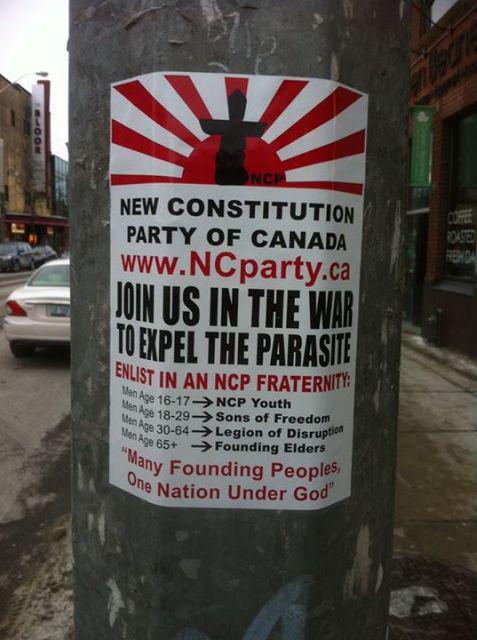 BLOOR
NCP
NEW CONSTITUTION
PARTY OF CANADA
www.NCparty.ca
JOIN US IN THE WAR
TO EXPEL THE PARASITE
ENLIST IN AN NCP FRATERNITY:
Men Age 16-17 → NCP Youth
Men Age 18-29 → Sons of Freedom
Men Age 30-64 → Legion of Disruption
Men Age 65+ → Founding Elders
"Many Founding Peoples,
One Nation Under God"
COFFEE
ROASTED
FRESH DA